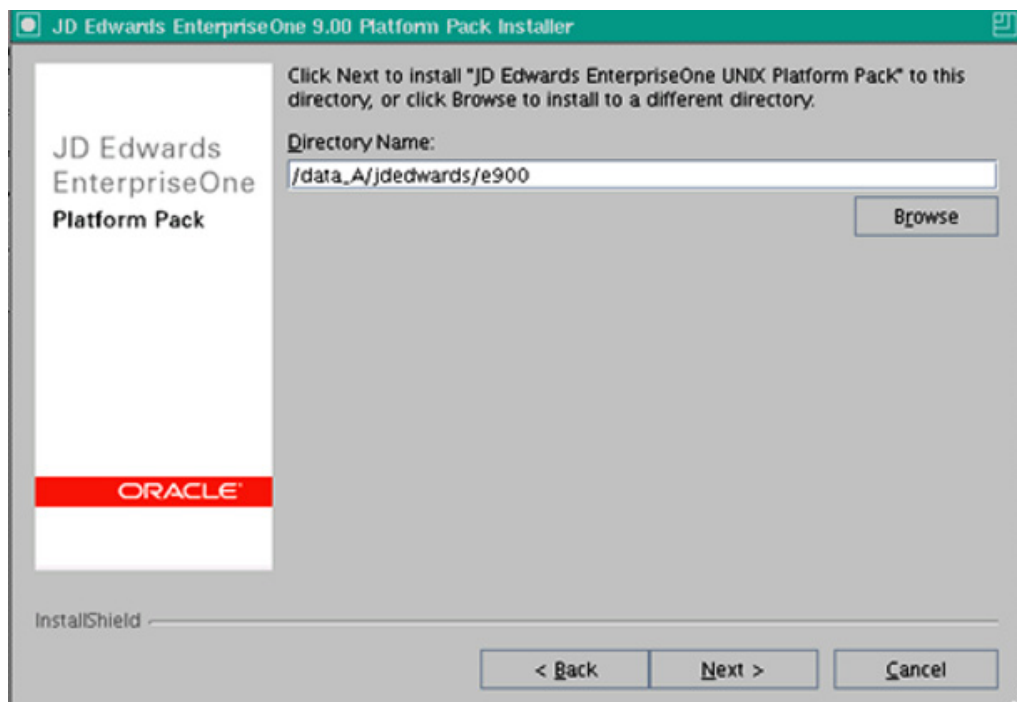 JD Edwards EnterpriseOne 9.00 Platform Pack Installer
JD Edwards
EnterpriseOne
Platform Pack
ORACLE
Click Next to install "JD Edwards EnterpriseOne UNIX Platform Pack" to this
directory, or click Browse to install to a different directory.
Directory Name:
/data_A/jdedwards/e900
Browse
InstallShield
< Back
Next >
Cancel